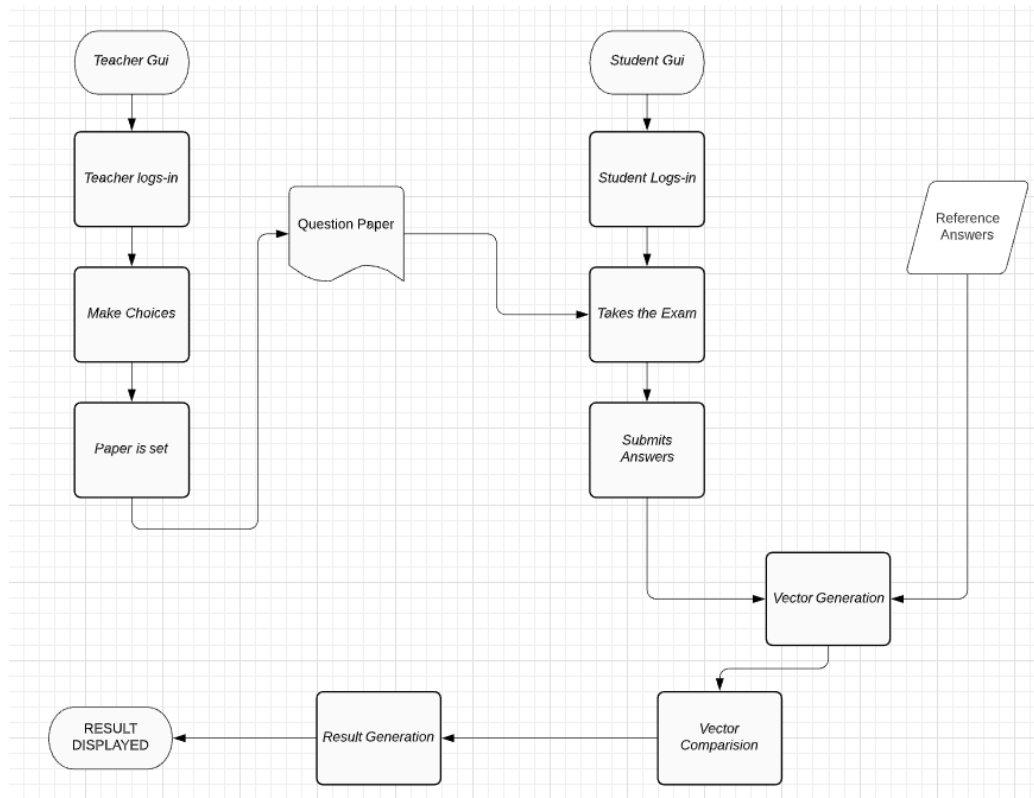 Teacher Gui
Student Gui
Teacher logs-in
Student Logs-in
Question Paper
Reference
Answers
Make Choices
Takes the Exam
Paper is set
Submits
Answers
Vector Generation
RESULT
DISPLAYED
Result Generation
Vector
Comparision